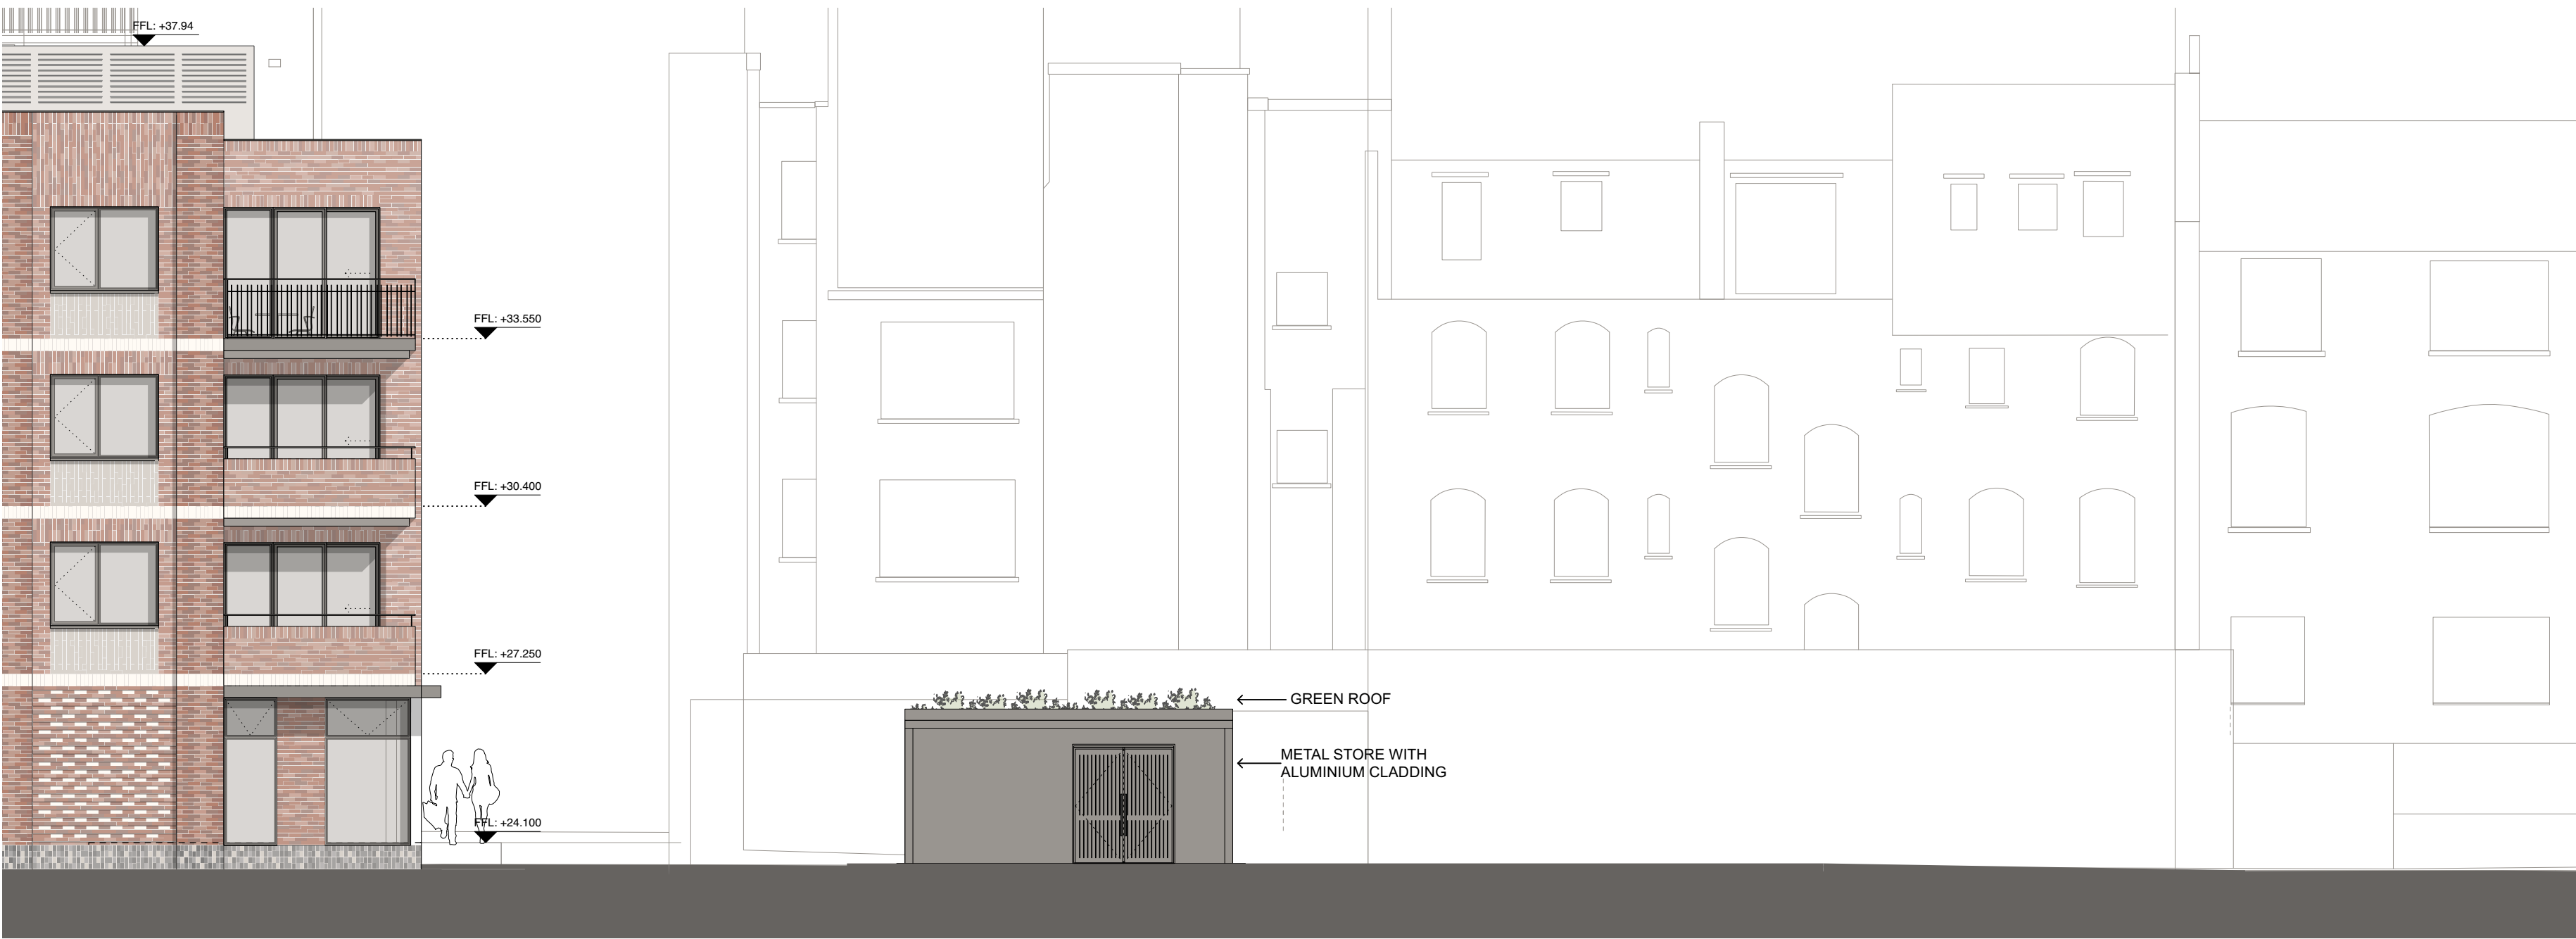 FFL: +37.94
FFL: +33.550
FFL: +30.400
FFL: +27.250
GREEN ROOF
METAL STORE WITH
ALUMINIUM CLADDING
FFL: +24.100